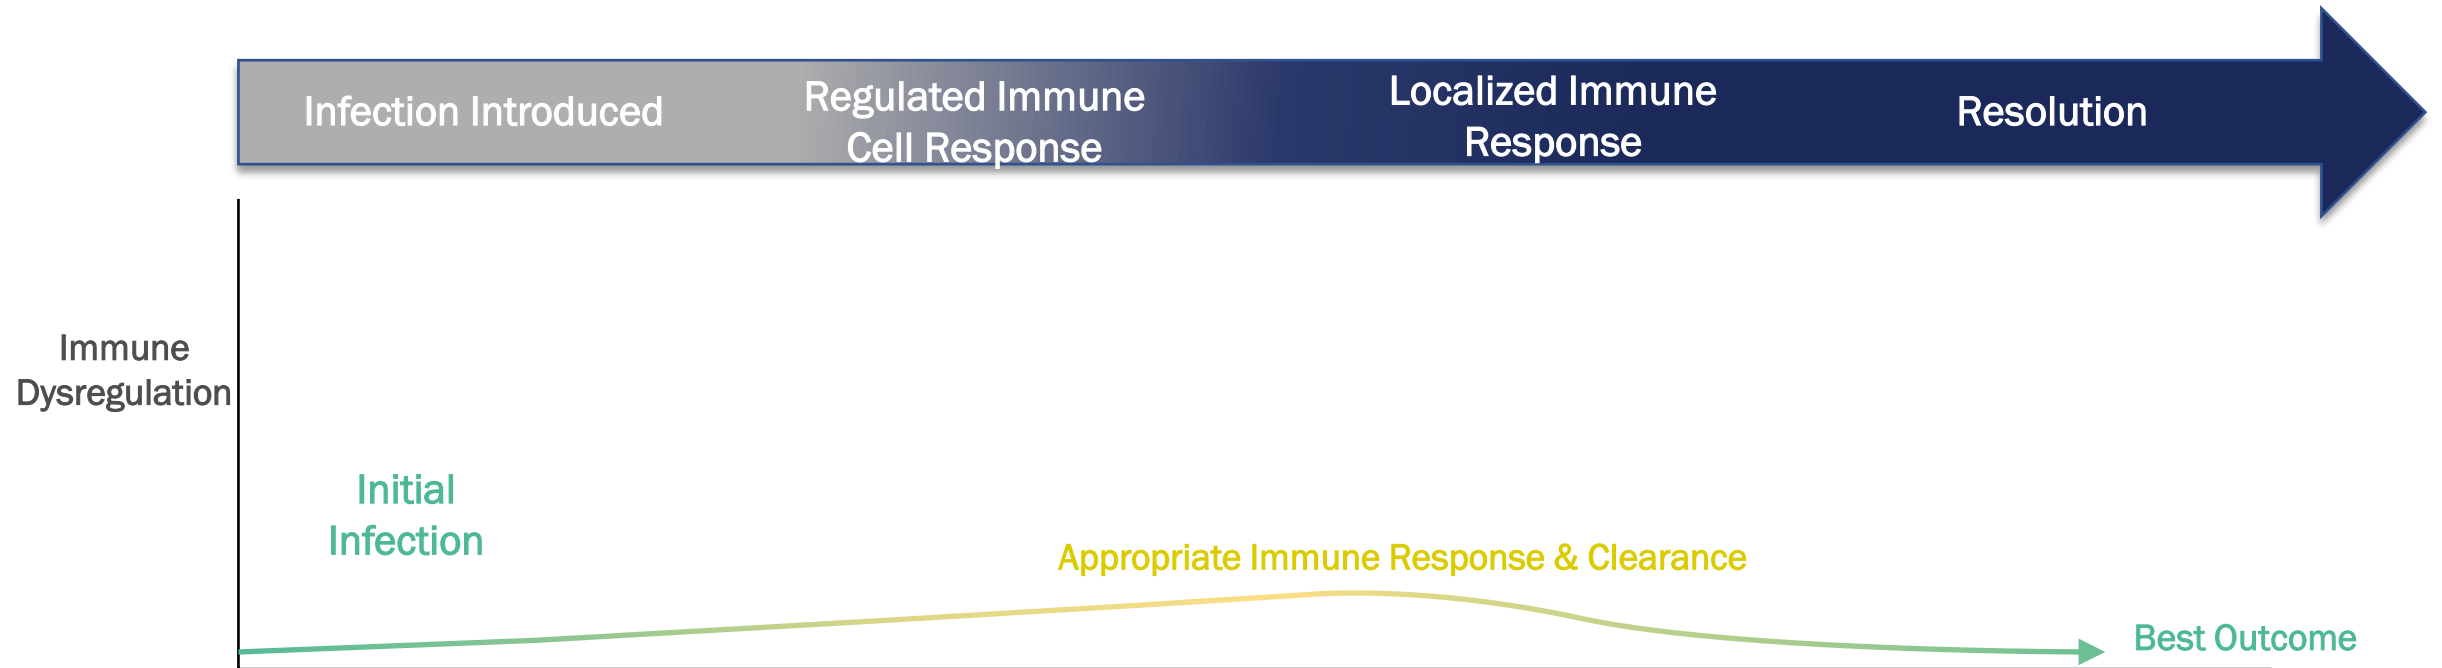 Infection Introduced
Regulated Immune
Cell Response
Localized Immune
Response
Resolution
Immune
Dysregulation
Initial
Infection
Appropriate Immune Response & Clearance
Best Outcome